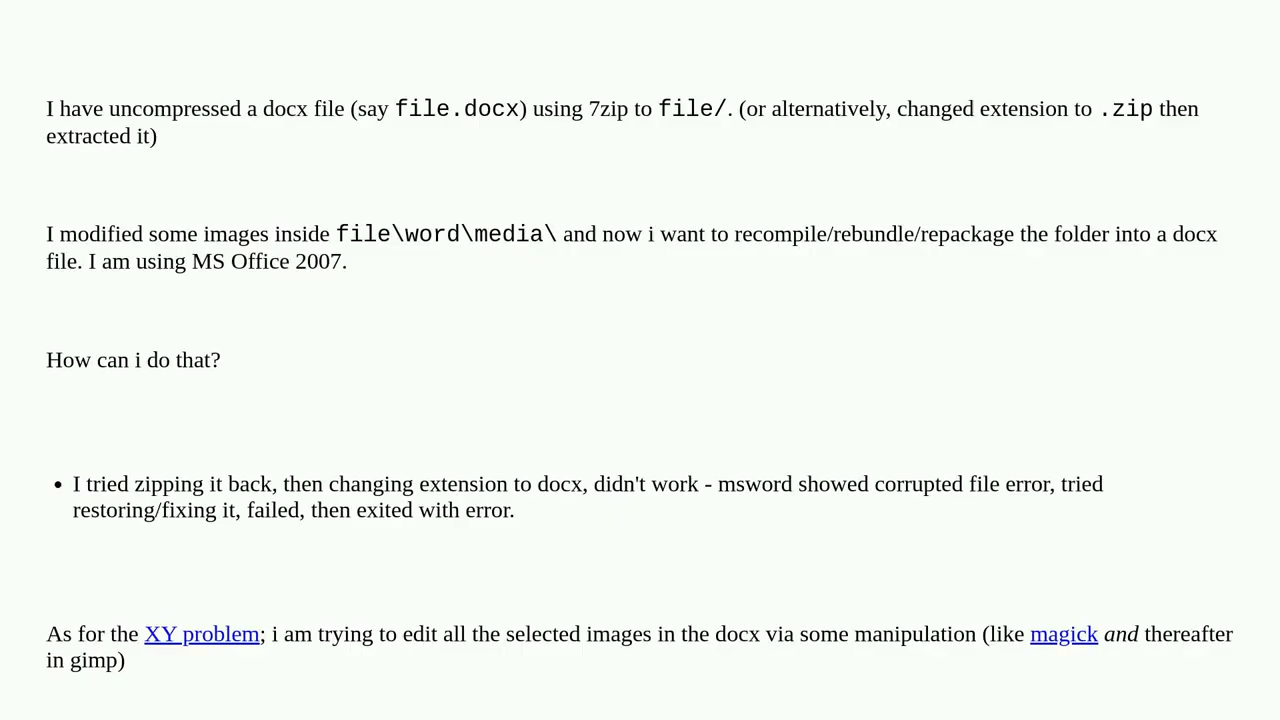 I have uncompressed a docx file (say file.docx) using 7zip to file/. (or alternatively, changed extension to .zip then
extracted it)
I modified some images inside file\word\media\ and now i want to recompile/rebundle/repackage the folder into a docx
file. I am using MS Office 2007.
How can i do that?
• I tried zipping it back, then changing extension to docx, didn't work - msword showed corrupted file error, tried
restoring/fixing it, failed, then exited with error.
As for the XY problem; i am trying to edit all the selected images in the docx via some manipulation (like magick and thereafter
in gimp)